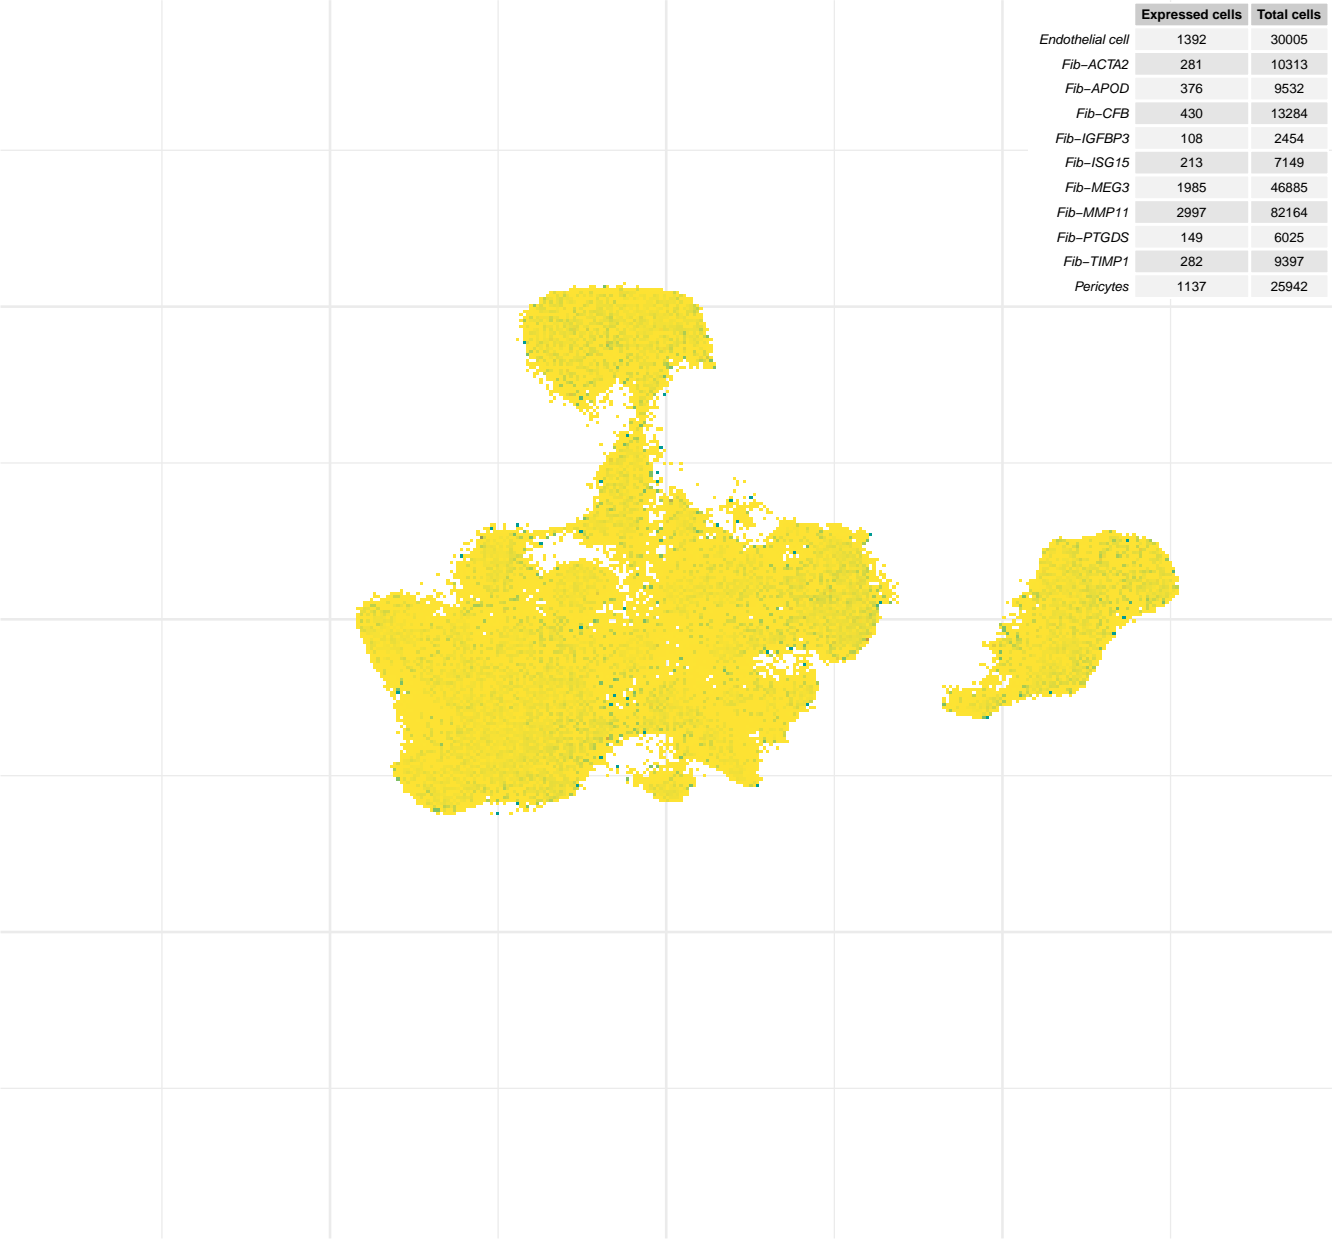 Expressed cells Total cells
Endothelial cell 1392 30005
Fib−ACTA2 281 10313
Fib−APOD 376 9532
Fib−CFB 430 13284
Fib−IGFBP3 108 2454
Fib−ISG15 213 7149
Fib−MEG3 1985 46885
Fib−MMP11 2997 82164
Fib−PTGDS 149 6025
Fib−TIMP1 282 9397
Pericytes 1137 25942